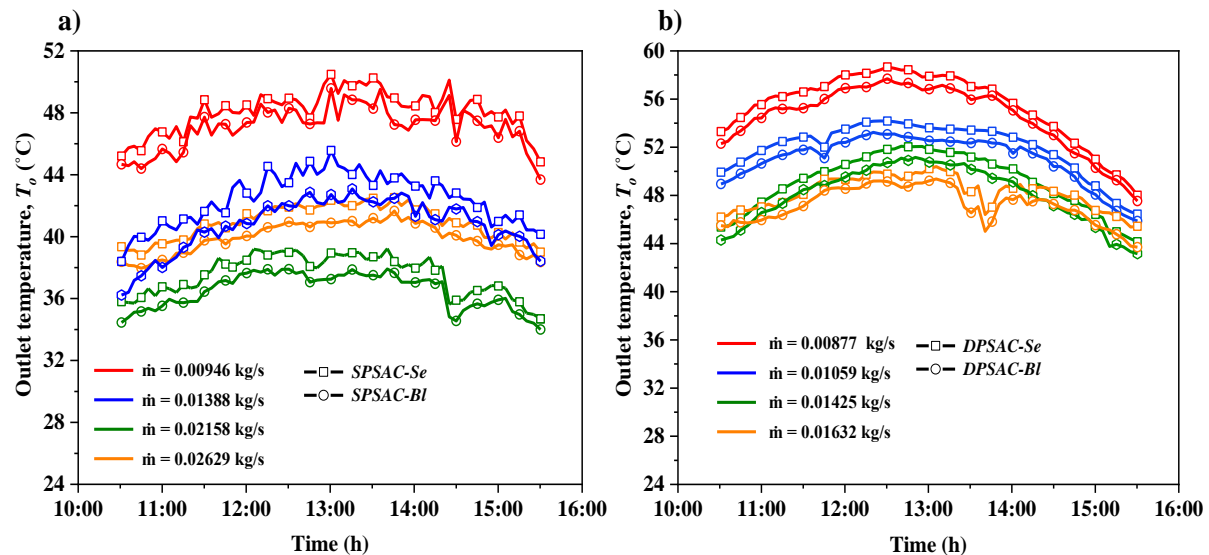 a)
Outlet temperature, T_o (°C)
52
48
44
40
36
32
28
24
ṁ = 0.00946 kg/s
ṁ = 0.01388 kg/s
ṁ = 0.02158 kg/s
ṁ = 0.02629 kg/s
SPSAC-Se
SPSAC-Bl
10:00 11:00 12:00 13:00 14:00 15:00 16:00
Time (h)
b)
Outlet temperature, T_o (°C)
60
56
52
48
44
40
36
32
28
24
ṁ = 0.00877 kg/s
ṁ = 0.01059 kg/s
ṁ = 0.01425 kg/s
ṁ = 0.01632 kg/s
DPSAC-Se
DPSAC-Bl
10:00 11:00 12:00 13:00 14:00 15:00 16:00
Time (h)